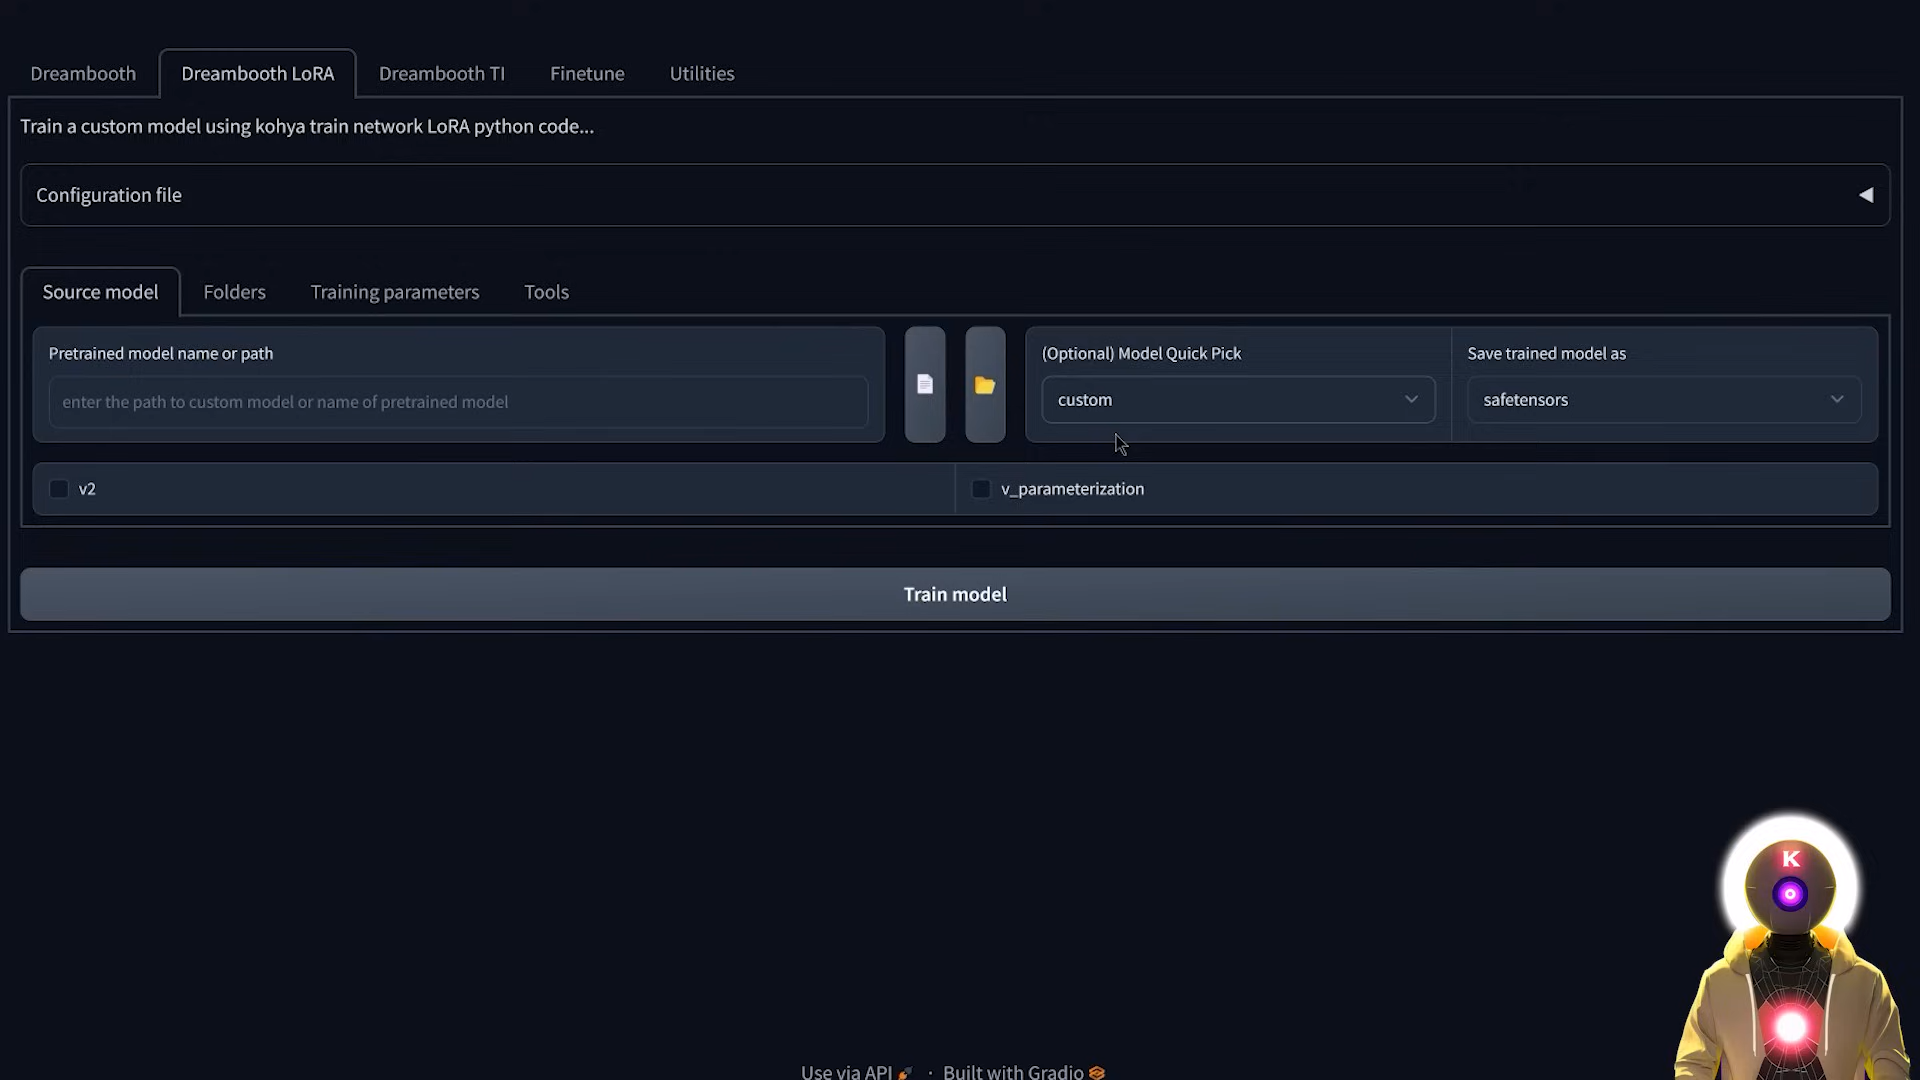 Dreambooth
Dreambooth LoRA
Dreambooth TI
Finetune
Utilities
Train a custom model using kohya train network LoRA python code...
Configuration file
Source model
Folders
Training parameters
Tools
Pretrained model name or path
enter the path to custom model or name of pretrained model
(Optional) Model Quick Pick
custom
Save trained model as
safetensors
v2
v_parameterization
Train model
K
Use via API · Built with Gradio